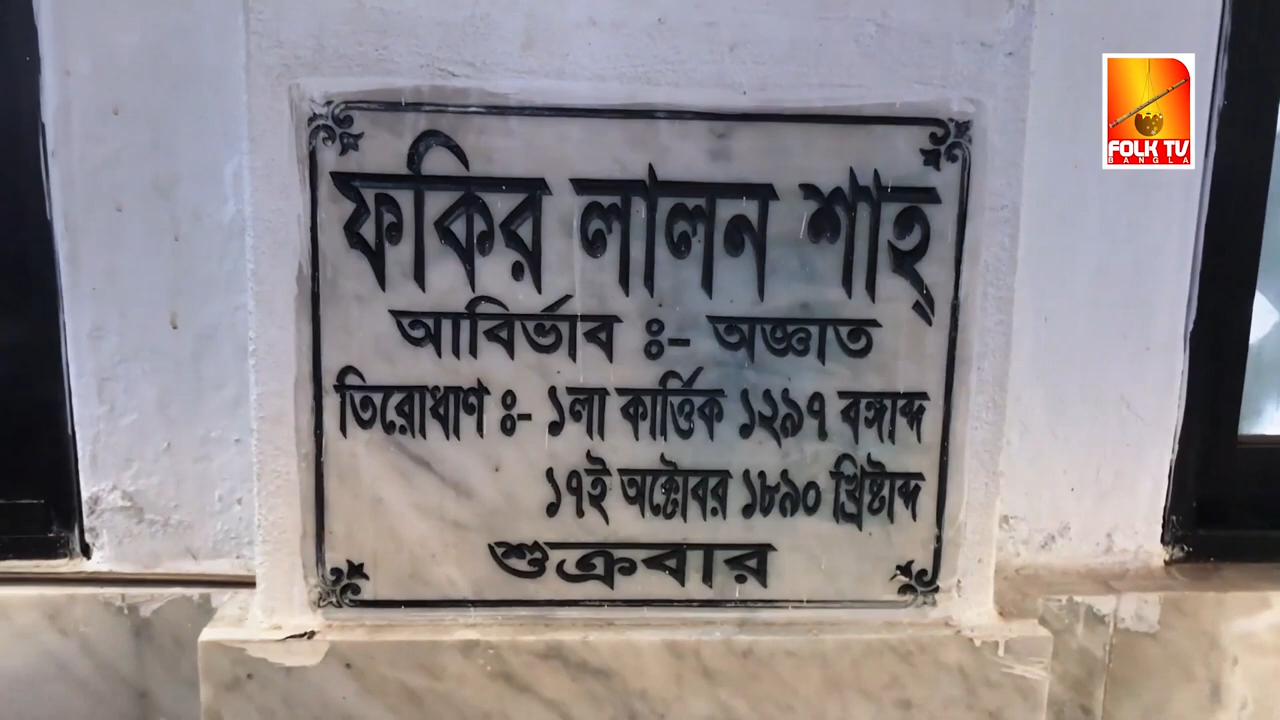 ফকির লালন শাহ্
আবির্ভাব ঃ- অজ্ঞাত
তিরোধাণ ঃ- ১লা কার্ত্তিক ১২৯৭ বঙ্গাব্দ
১৭ই অক্টোবর ১৮৯০ খ্রিষ্টাব্দ
শুক্রবার
FOLK TV
BANGLA